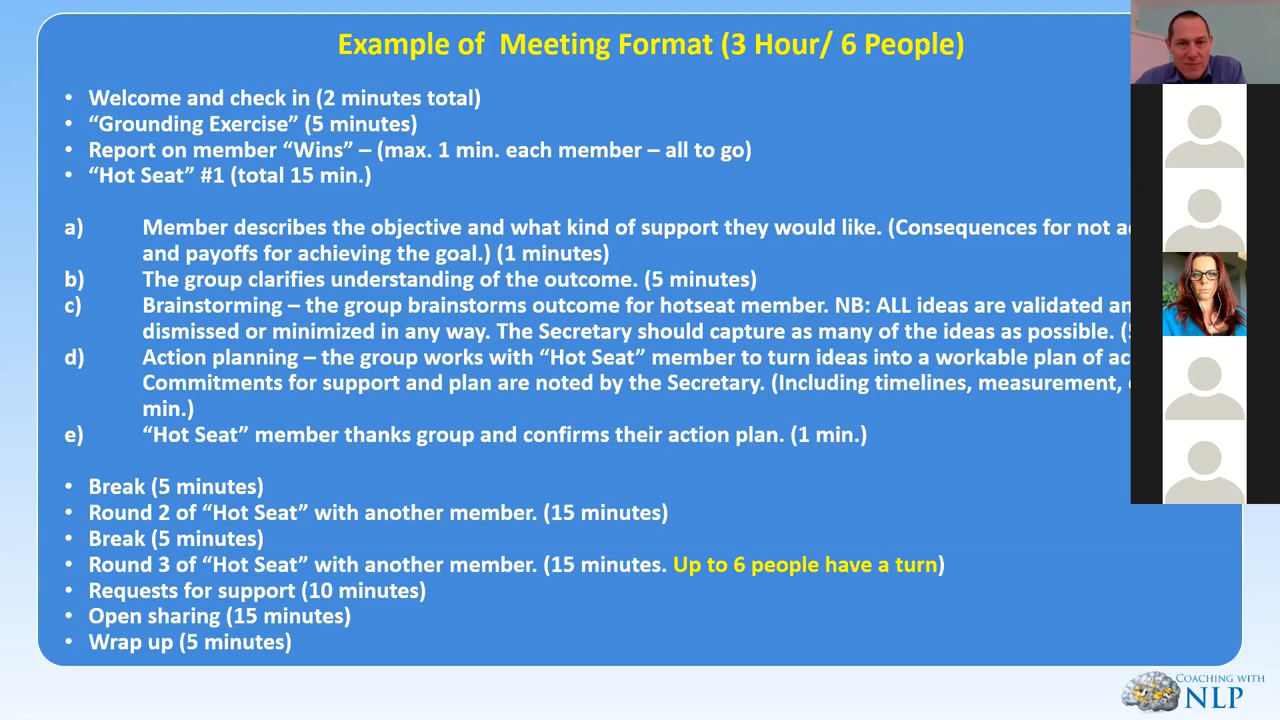 Example of Meeting Format (3 Hour/ 6 People)
• Welcome and check in (2 minutes total)
• “Grounding Exercise” (5 minutes)
• Report on member “Wins” – (max. 1 min. each member – all to go)
• “Hot Seat” #1 (total 15 min.)
a) Member describes the objective and what kind of support they would like. (Consequences for not
and payoffs for achieving the goal.) (1 minutes)
b) The group clarifies understanding of the outcome. (5 minutes)
c) Brainstorming – the group brainstorms outcome for hotseat member. NB: ALL ideas are validated
dismissed or minimized in any way. The Secretary should capture as many of the ideas as possible.
d) Action planning – the group works with “Hot Seat” member to turn ideas into a workable plan of
Commitments for support and plan are noted by the Secretary. (Including timelines, measurement,
min.)
e) “Hot Seat” member thanks group and confirms their action plan. (1 min.)
• Break (5 minutes)
• Round 2 of “Hot Seat” with another member. (15 minutes)
• Break (5 minutes)
• Round 3 of “Hot Seat” with another member. (15 minutes. Up to 6 people have a turn)
• Requests for support (10 minutes)
• Open sharing (15 minutes)
• Wrap up (5 minutes)
COACHING WITH
NLP